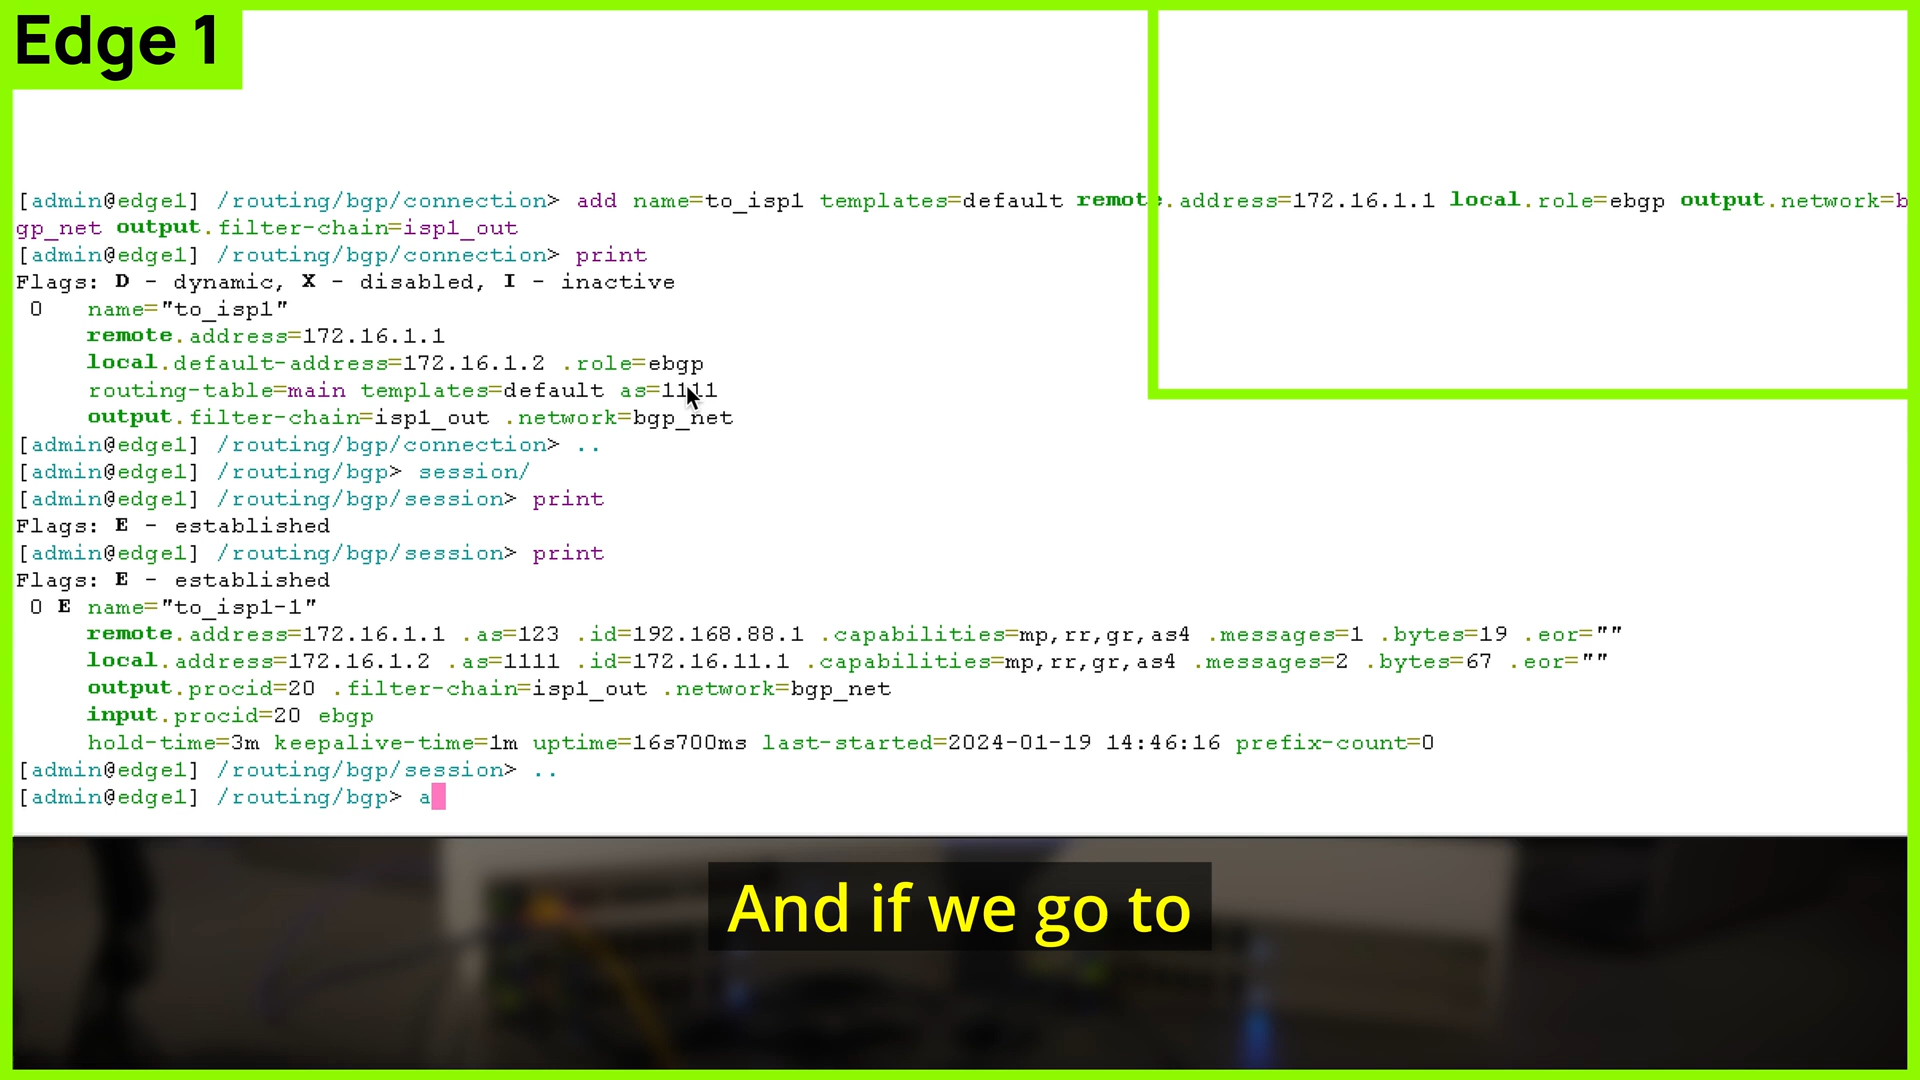 Edge 1
[admin@edge1] /routing/bgp/connection> add name=to_isp1 templates=default remote.address=172.16.1.1 local.role=ebgp output.network=b
gp_net output.filter-chain=isp1_out
[admin@edge1] /routing/bgp/connection> print
Flags: D - dynamic, X - disabled, I - inactive
0 name="to_isp1"
remote.address=172.16.1.1
local.default-address=172.16.1.2 .role=ebgp
routing-table=main templates=default as=1111
output.filter-chain=isp1_out .network=bgp_net
[admin@edge1] /routing/bgp/connection> ..
[admin@edge1] /routing/bgp> session/
[admin@edge1] /routing/bgp/session> print
Flags: E - established
[admin@edge1] /routing/bgp/session> print
Flags: E - established
0 E name="to_isp1-1"
remote.address=172.16.1.1 .as=123 .id=192.168.88.1 .capabilities=mp,rr,gr,as4 .messages=1 .bytes=19 .eor=""
local.address=172.16.1.2 .as=1111 .id=172.16.11.1 .capabilities=mp,rr,gr,as4 .messages=2 .bytes=67 .eor=""
output.procid=20 .filter-chain=isp1_out .network=bgp_net
input.procid=20 ebgp
hold-time=3m keepalive-time=1m uptime=16s700ms last-started=2024-01-19 14:46:16 prefix-count=0
[admin@edge1] /routing/bgp/session> ..
[admin@edge1] /routing/bgp> a
And if we go to